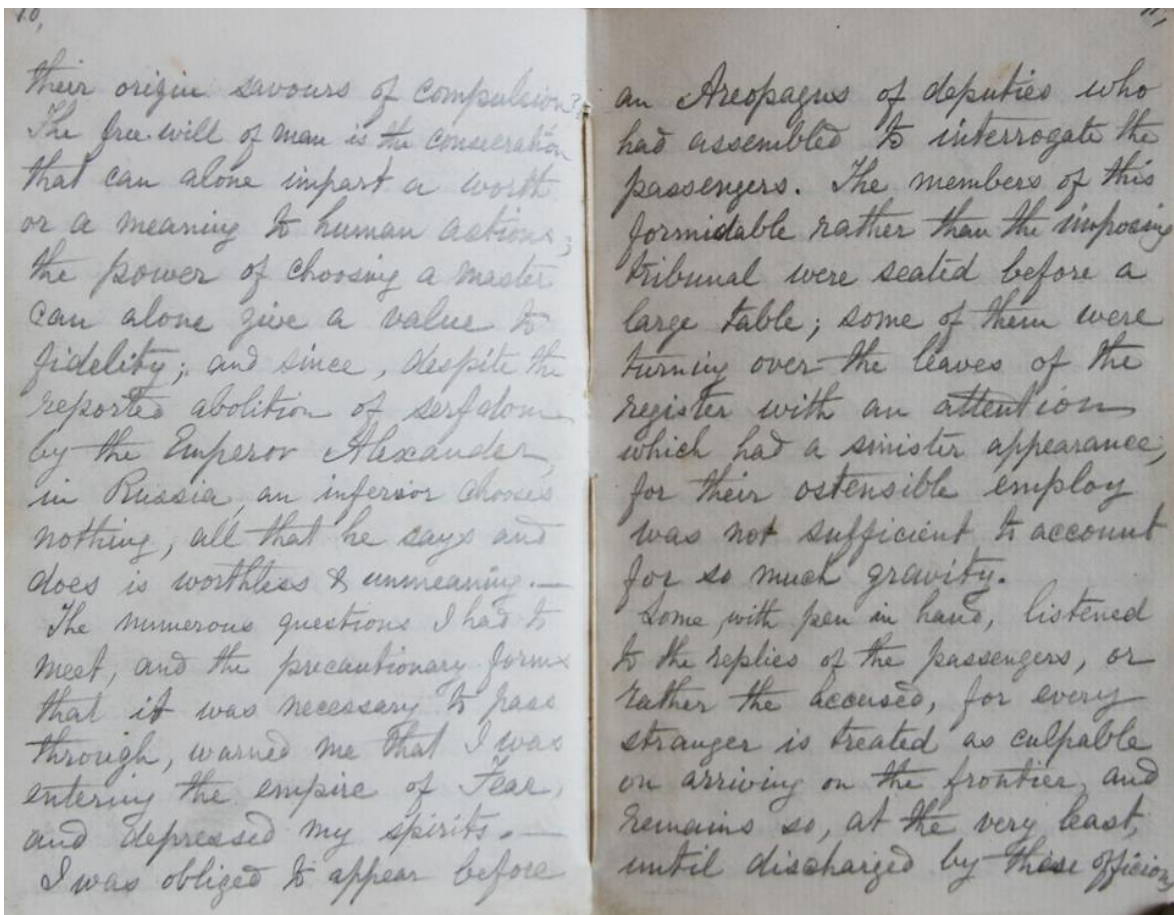 10,
their origin savours of compulsion?
The free will of man is the consecration
that can alone impart a worth
or a meaning to human actions;
the power of choosing a master
can alone give a value to
fidelity; and since, despite the
reported abolition of serfdom
by the Emperor Alexander,
in Russia, an inferior chooses
nothing, all that he says and
does is worthless & unmeaning.—
The numerous questions I had to
meet, and the precautionary forms
that it was necessary to pass
through, warned me that I was
entering the empire of Fear,
and depressed my spirits.—
I was obliged to appear before
11,
an Areopagus of deputies who
had assembled to interrogate the
passengers. The members of this
formidable rather than the imposing
tribunal were seated before a
large table; some of them were
turning over the leaves of the
register with an attention
which had a sinister appearance,
for their ostensible employ
was not sufficient to account
for so much gravity.
Some, with pen in hand, listened
to the replies of the passengers, or
rather the accused, for every
stranger is treated as culpable
on arriving on the frontier, and
remains so, at the very least,
until discharged by these officious